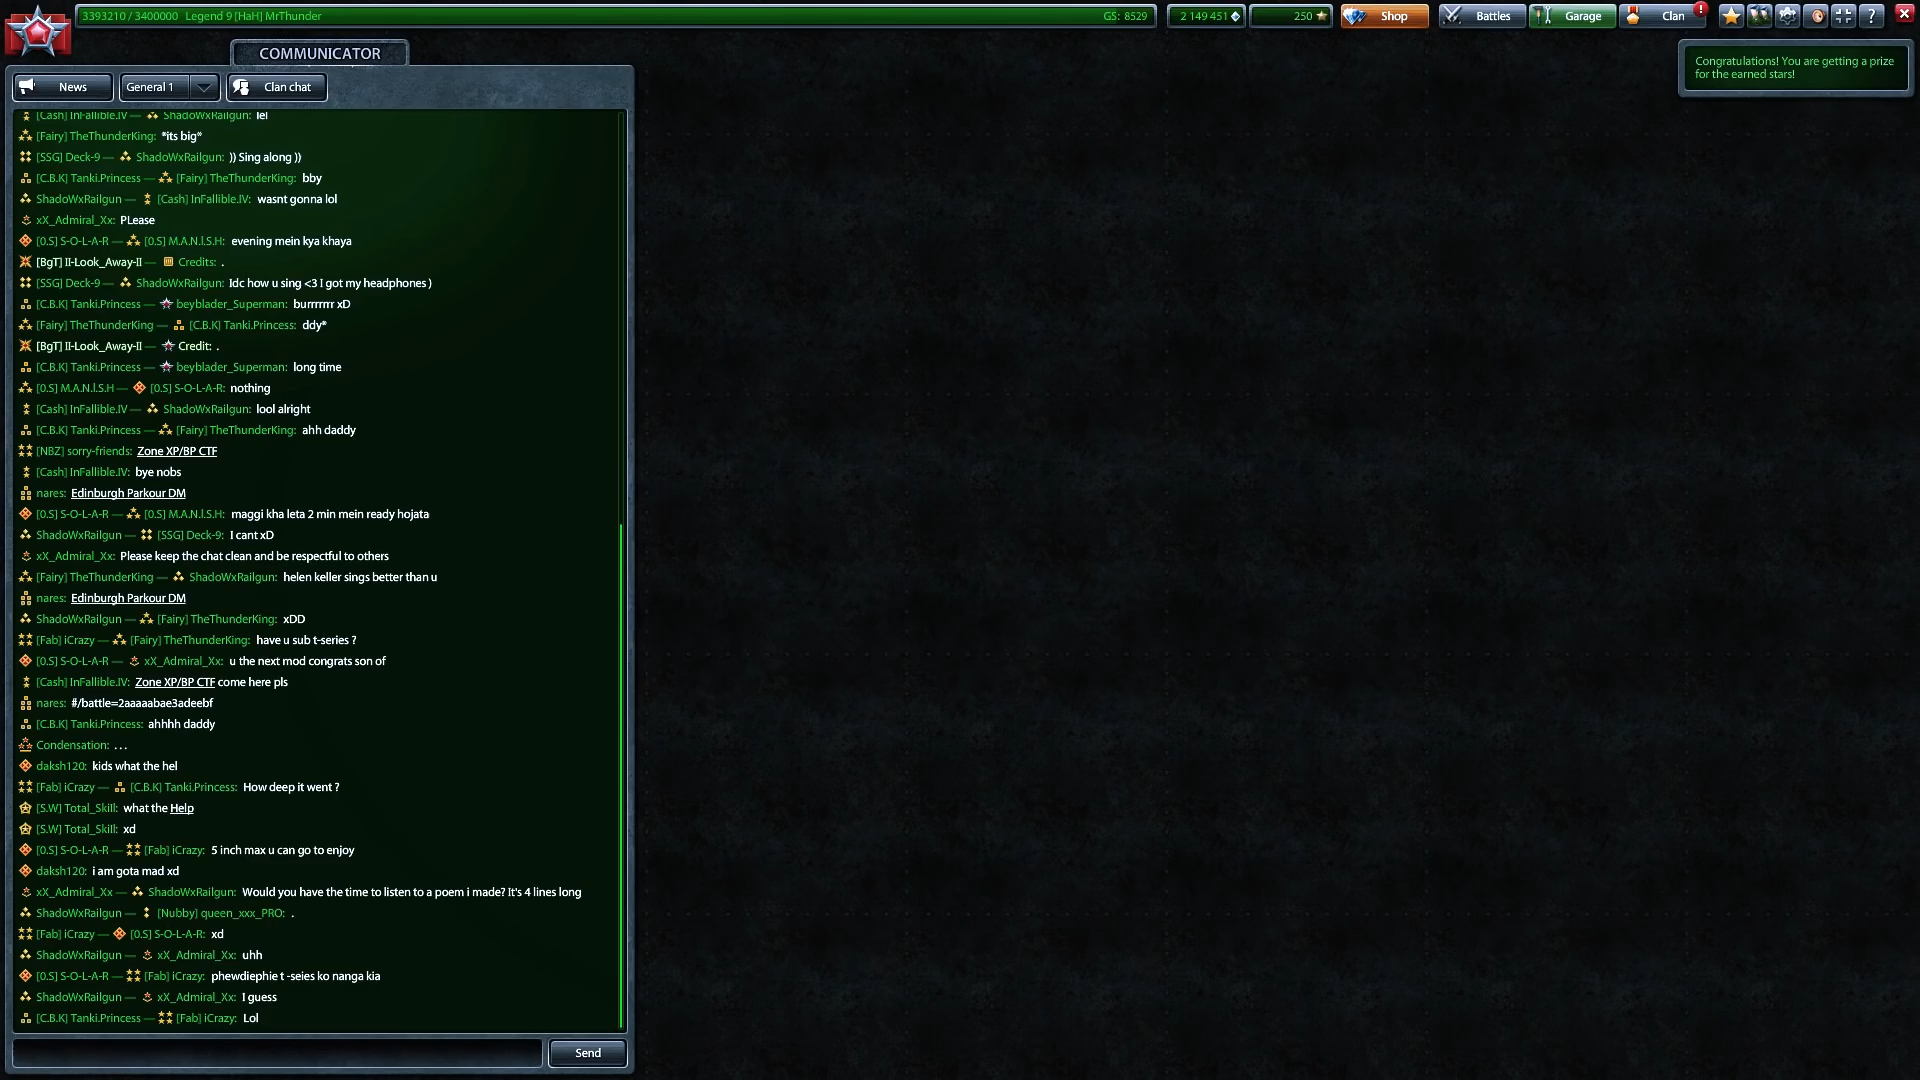 3393210 / 3400000 Legend 9 [HaH] MrThunder GS: 8529 2 149 451 250 Shop Battles Garage Clan ! ?
COMMUNICATOR
News General 1 Clan chat
Congratulations! You are getting a prize
for the earned stars!
[Cash] InFallible.IV — ShadoWxRailgun: lel
[Fairy] TheThunderKing: *its big*
[SSG] Deck-9 — ShadoWxRailgun: )) Sing along ))
[C.B.K] Tanki.Princess — [Fairy] TheThunderKing: bby
ShadoWxRailgun — [Cash] InFallible.IV: wasnt gonna lol
xX_Admiral_Xx: PLease
[0.S] S-O-L-A-R — [0.S] M.A.N.l.S.H: evening mein kya khaya
[BgT] II-Look_Away-II — Credits: .
[SSG] Deck-9 — ShadoWxRailgun: Idc how u sing <3 I got my headphones )
[C.B.K] Tanki.Princess — beyblader_Superman: burrrrrrr xD
[Fairy] TheThunderKing — [C.B.K] Tanki.Princess: ddy*
[BgT] II-Look_Away-II — Credit: .
[C.B.K] Tanki.Princess — beyblader_Superman: long time
[0.S] M.A.N.l.S.H — [0.S] S-O-L-A-R: nothing
[Cash] InFallible.IV — ShadoWxRailgun: lool alright
[C.B.K] Tanki.Princess — [Fairy] TheThunderKing: ahh daddy
[NBZ] sorry-friends: Zone XP/BP CTF
[Cash] InFallible.IV: bye nobs
nares: Edinburgh Parkour DM
[0.S] S-O-L-A-R — [0.S] M.A.N.l.S.H: maggi kha leta 2 min mein ready hojata
ShadoWxRailgun — [SSG] Deck-9: I cant xD
xX_Admiral_Xx: Please keep the chat clean and be respectful to others
[Fairy] TheThunderKing — ShadoWxRailgun: helen keller sings better than u
nares: Edinburgh Parkour DM
ShadoWxRailgun — [Fairy] TheThunderKing: xDD
[Fab] iCrazy — [Fairy] TheThunderKing: have u sub t-series ?
[0.S] S-O-L-A-R — xX_Admiral_Xx: u the next mod congrats son of
[Cash] InFallible.IV: Zone XP/BP CTF come here pls
nares: #/battle=2aaaaabae3adeebf
[C.B.K] Tanki.Princess: ahhhh daddy
Condensation: . . .
daksh120: kids what the hel
[Fab] iCrazy — [C.B.K] Tanki.Princess: How deep it went ?
[S.W] Total_Skill: what the Help
[S.W] Total_Skill: xd
[0.S] S-O-L-A-R — [Fab] iCrazy: 5 inch max u can go to enjoy
daksh120: i am gota mad xd
xX_Admiral_Xx — ShadoWxRailgun: Would you have the time to listen to a poem i made? It's 4 lines long
ShadoWxRailgun — [Nubby] queen_xxx_PRO: .
[Fab] iCrazy — [0.S] S-O-L-A-R: xd
ShadoWxRailgun — xX_Admiral_Xx: uhh
[0.S] S-O-L-A-R — [Fab] iCrazy: phewdiephie t -seies ko nanga kia
ShadoWxRailgun — xX_Admiral_Xx: I guess
[C.B.K] Tanki.Princess — [Fab] iCrazy: Lol
Send